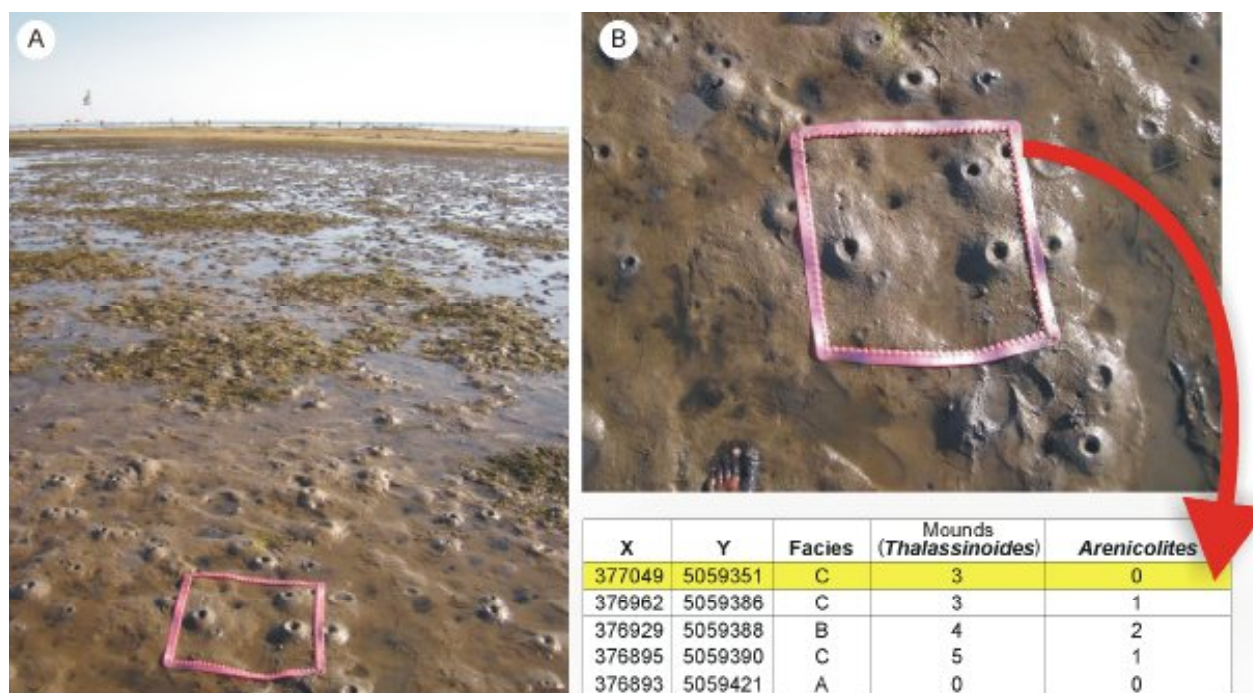 A
B
X Y Facies Mounds (Thalassinoides) Arenicolites
377049 5059351 C 3 0
376962 5059386 C 3 1
376929 5059388 B 4 2
376895 5059390 C 5 1
376893 5059421 A 0 0